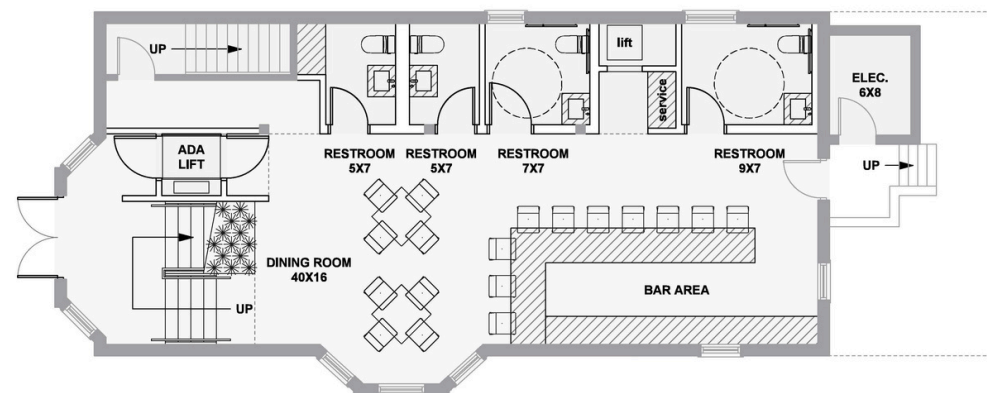 UP
lift
service
ELEC.
6X8
ADA
LIFT
RESTROOM
5X7
RESTROOM
5X7
RESTROOM
7X7
RESTROOM
9X7
UP
DINING ROOM
40X16
BAR AREA
UP